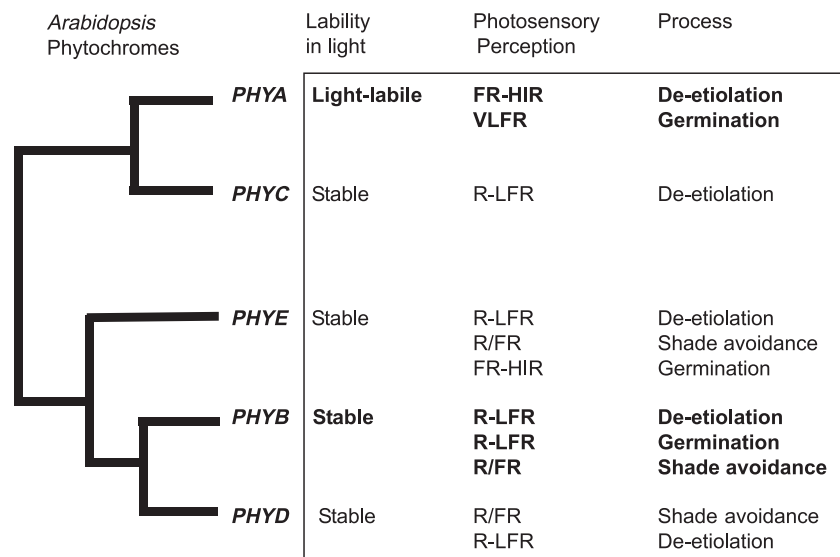 Arabidopsis Lability Photosensory Process
Phytochromes in light Perception
PHYA Light-labile FR-HIR De-etiolation
VLFR Germination
PHYC Stable R-LFR De-etiolation
PHYE Stable R-LFR De-etiolation
R/FR Shade avoidance
FR-HIR Germination
PHYB Stable R-LFR De-etiolation
R-LFR Germination
R/FR Shade avoidance
PHYD Stable R/FR Shade avoidance
R-LFR De-etiolation